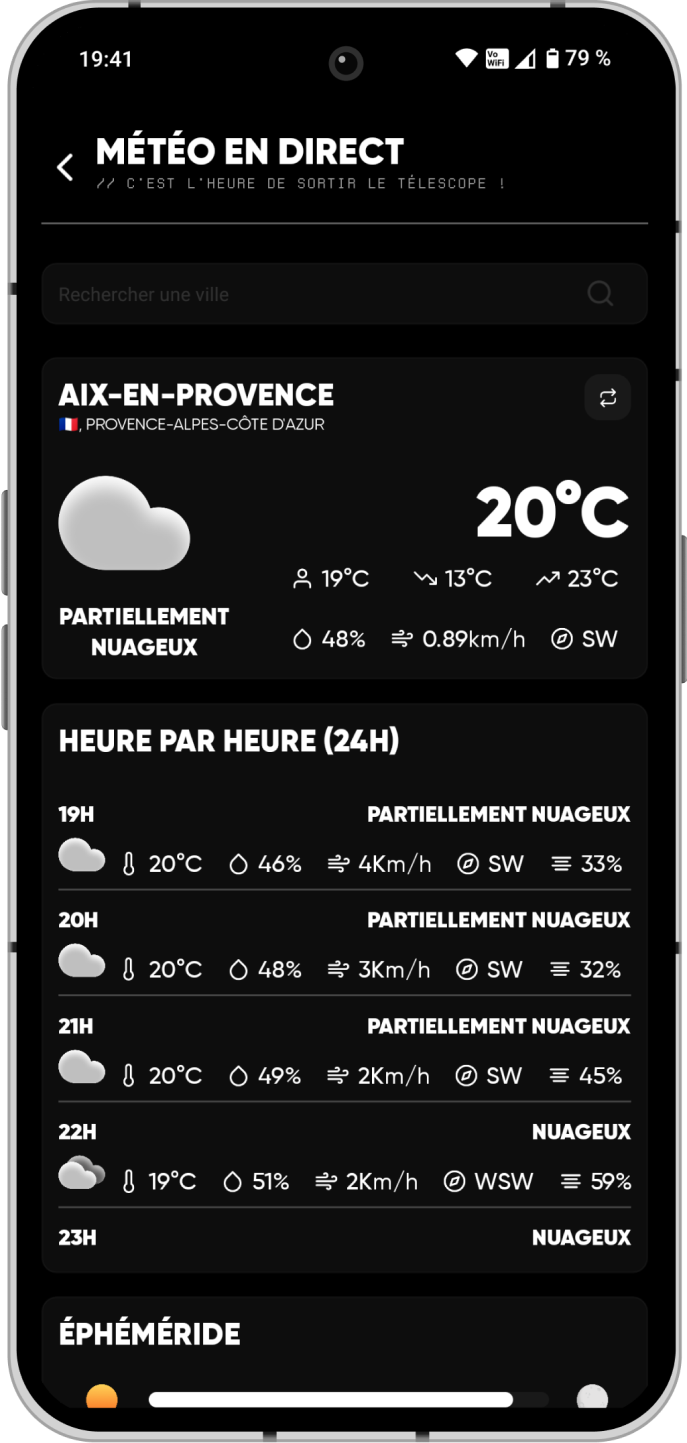 19:41
Vo WiFi
79 %
MÉTÉO EN DIRECT
// C'EST L'HEURE DE SORTIR LE TÉLESCOPE !
Rechercher une ville
AIX-EN-PROVENCE
, PROVENCE-ALPES-CÔTE D'AZUR
20°C
19°C 13°C 23°C
PARTIELLEMENT
NUAGEUX
48% 0.89km/h SW
HEURE PAR HEURE (24H)
19H PARTIELLEMENT NUAGEUX
20°C 46% 4Km/h SW 33%
20H PARTIELLEMENT NUAGEUX
20°C 48% 3Km/h SW 32%
21H PARTIELLEMENT NUAGEUX
20°C 49% 2Km/h SW 45%
22H NUAGEUX
19°C 51% 2Km/h WSW 59%
23H NUAGEUX
ÉPHÉMÉRIDE